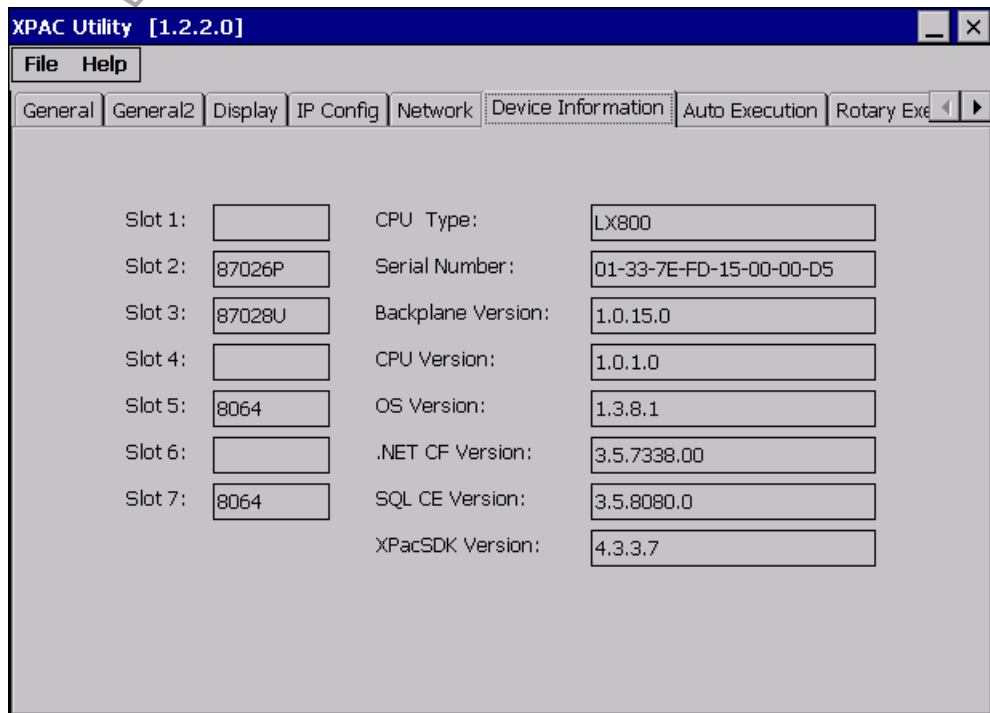 XPAC Utility [1.2.2.0]
File Help
General General2 Display IP Config Network Device Information Auto Execution Rotary Exe
Slot 1: CPU Type: LX800
Slot 2: 87026P Serial Number: 01-33-7E-FD-15-00-00-D5
Slot 3: 87028U Backplane Version: 1.0.15.0
Slot 4: CPU Version: 1.0.1.0
Slot 5: 8064 OS Version: 1.3.8.1
Slot 6: .NET CF Version: 3.5.7338.00
Slot 7: 8064 SQL CE Version: 3.5.8080.0
XPacSDK Version: 4.3.3.7